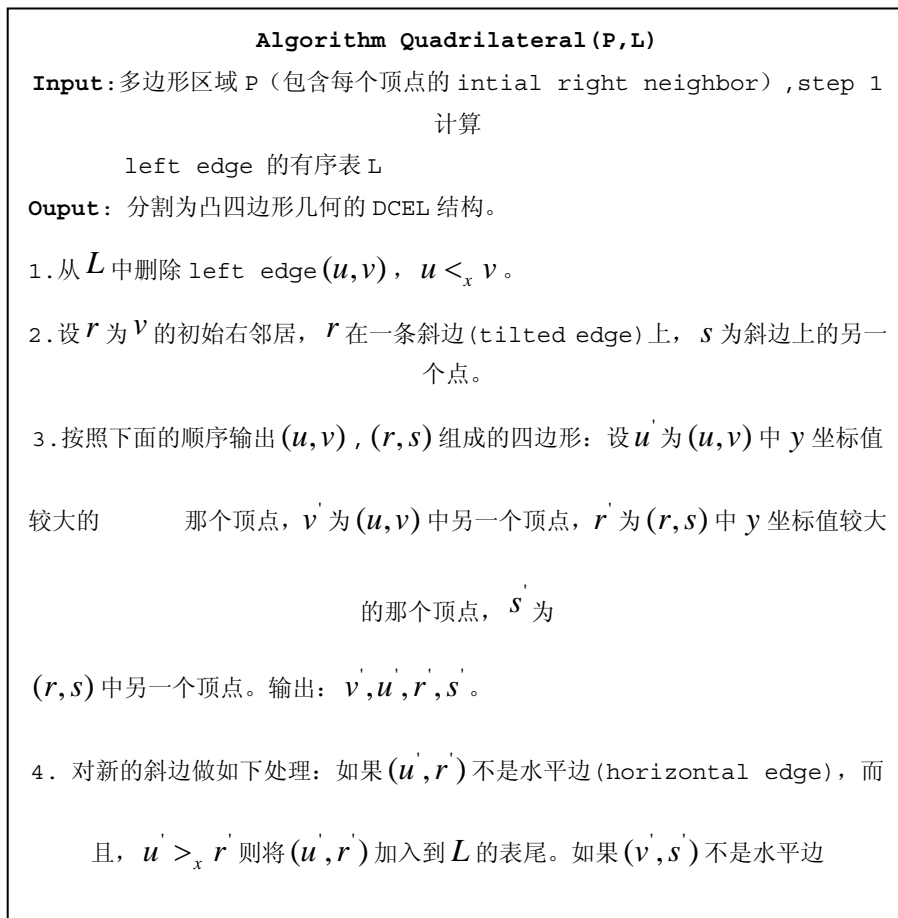 Algorithm Quadrilateral(P,L)
Input:多边形区域 P（包含每个顶点的 intial right neighbor）,step 1
计算
left edge 的有序表 L
Ouput: 分割为凸四边形几何的 DCEL 结构。
1.从 L 中删除 left edge (u,v)， u <ₓ v 。
2.设 r 为 v 的初始右邻居， r 在一条斜边(tilted edge)上， s 为斜边上的另一
个点。
3.按照下面的顺序输出 (u,v) , (r,s) 组成的四边形：设 u' 为 (u,v) 中 y 坐标值
较大的 那个顶点， v' 为 (u,v) 中另一个顶点， r' 为 (r,s) 中 y 坐标值较大
的那个顶点， s' 为
(r,s) 中另一个顶点。输出： v',u',r',s' 。
4. 对新的斜边做如下处理：如果 (u',r') 不是水平边(horizontal edge)，而
且， u' >ₓ r' 则将 (u',r') 加入到 L 的表尾。如果 (v',s') 不是水平边